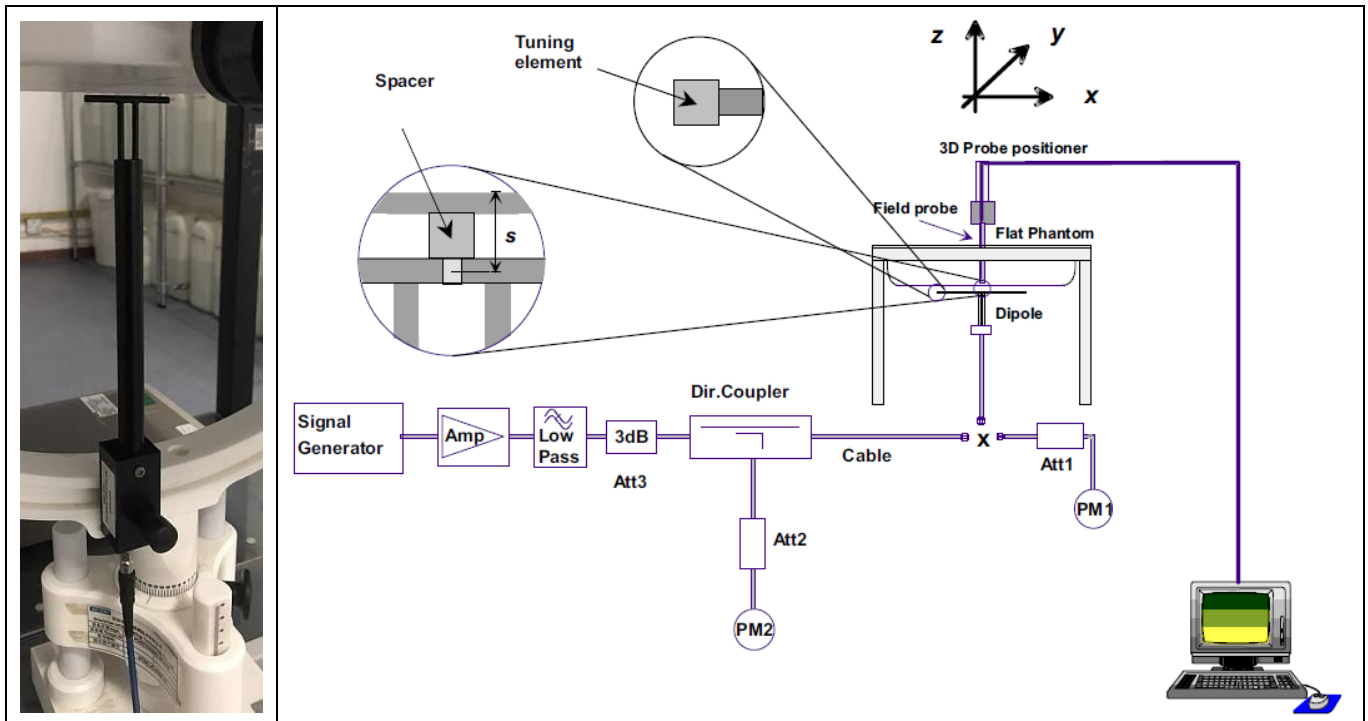 Tuning
element
Spacer
s
z
y
x
3D Probe positioner
Field probe
Flat Phantom
Dipole
Dir.Coupler
Signal
Generator
Amp
Low
Pass
3dB
Att3
Cable
x
Att1
PM1
Att2
PM2